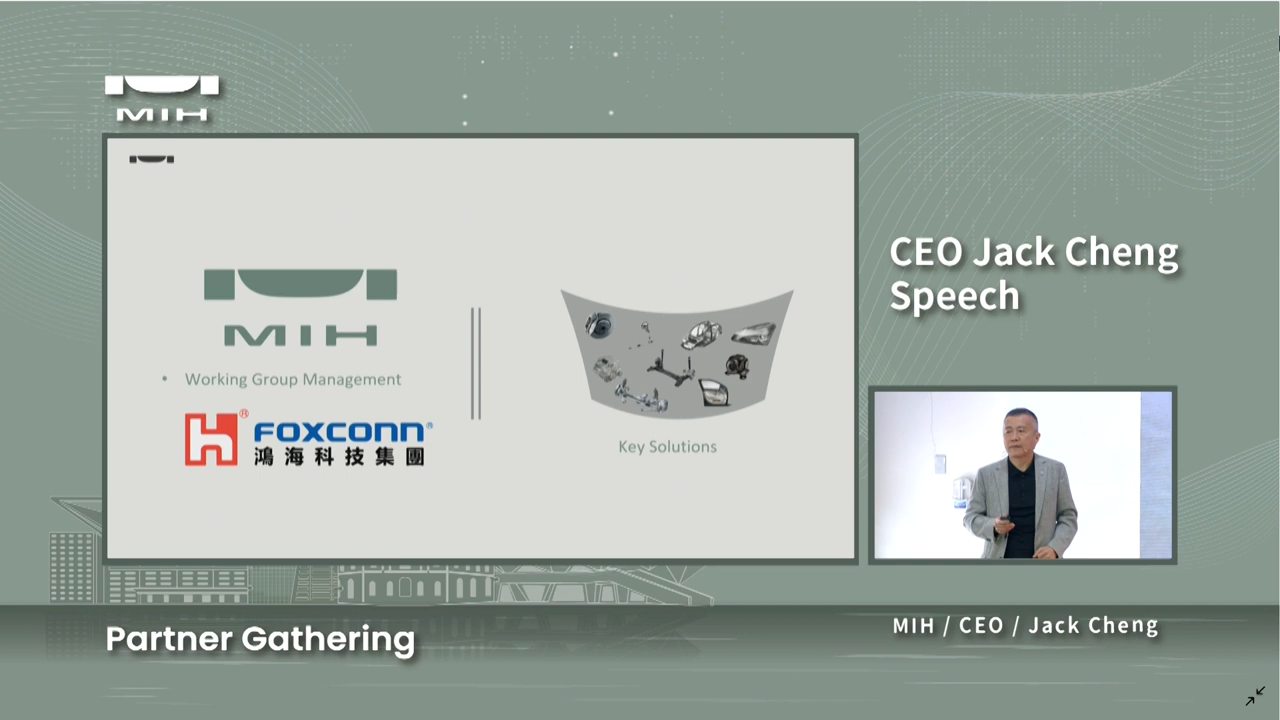 MIH
MIH
• Working Group Management
FOXCONN®
鴻海科技集團
Key Solutions
CEO Jack Cheng
Speech
Partner Gathering
MIH / CEO / Jack Cheng